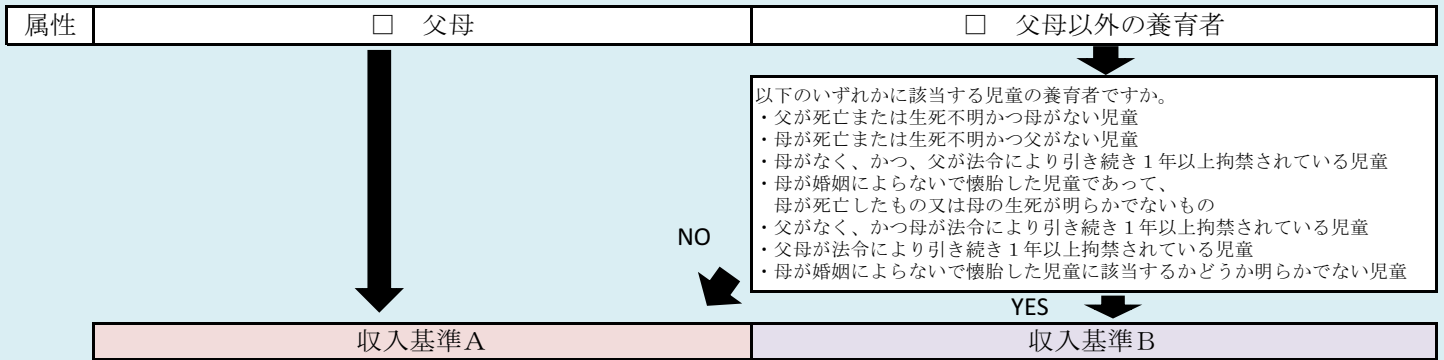 属性
□ 父母
□ 父母以外の養育者
以下のいずれかに該当する児童の養育者ですか。
・父が死亡または生死不明かつ母がない児童
・母が死亡または生死不明かつ父がない児童
・母がなく、かつ、父が法令により引き続き１年以上拘禁されている児童
・母が婚姻によらないで懐胎した児童であって、
母が死亡したもの又は母の生死が明らかでないもの
・父がなく、かつ母が法令により引き続き１年以上拘禁されている児童
・父母が法令により引き続き１年以上拘禁されている児童
・母が婚姻によらないで懐胎した児童に該当するかどうか明らかでない児童
NO
YES
収入基準Ａ
収入基準Ｂ